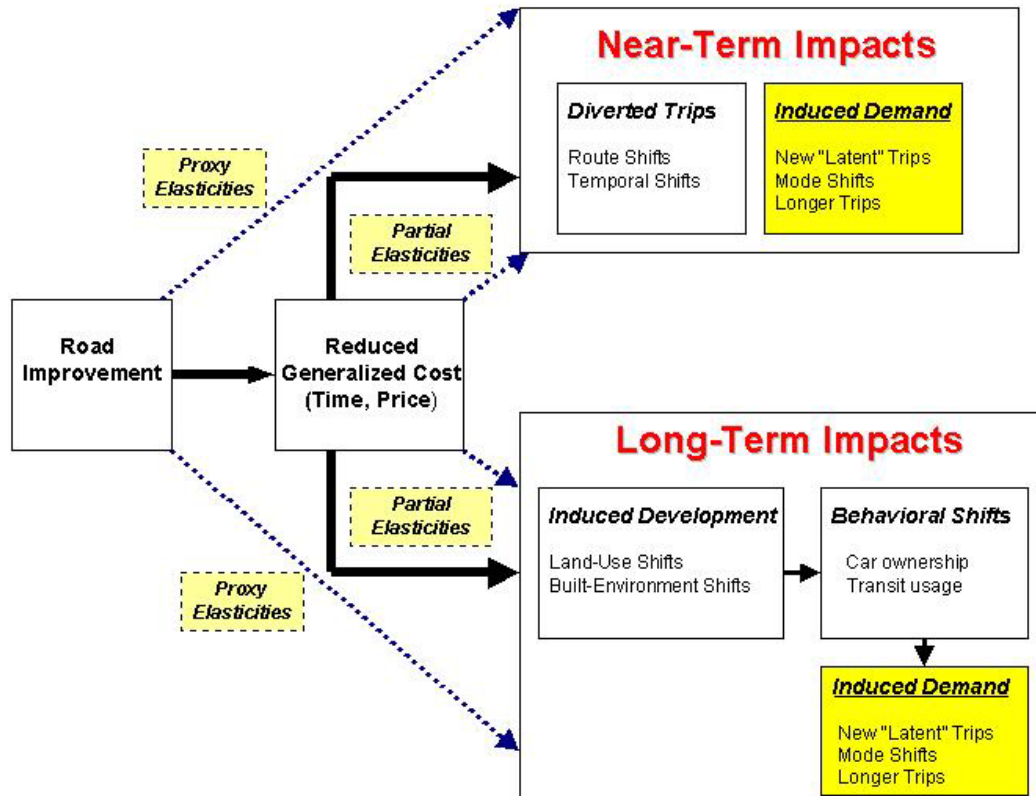 Near-Term Impacts
Diverted Trips
Route Shifts
Temporal Shifts
Induced Demand
New "Latent" Trips
Mode Shifts
Longer Trips
Proxy
Elasticities
Partial
Elasticities
Road
Improvement
Reduced
Generalized Cost
(Time, Price)
Long-Term Impacts
Partial
Elasticities
Induced Development
Land-Use Shifts
Built-Environment Shifts
Behavioral Shifts
Car ownership
Transit usage
Proxy
Elasticities
Induced Demand
New "Latent" Trips
Mode Shifts
Longer Trips